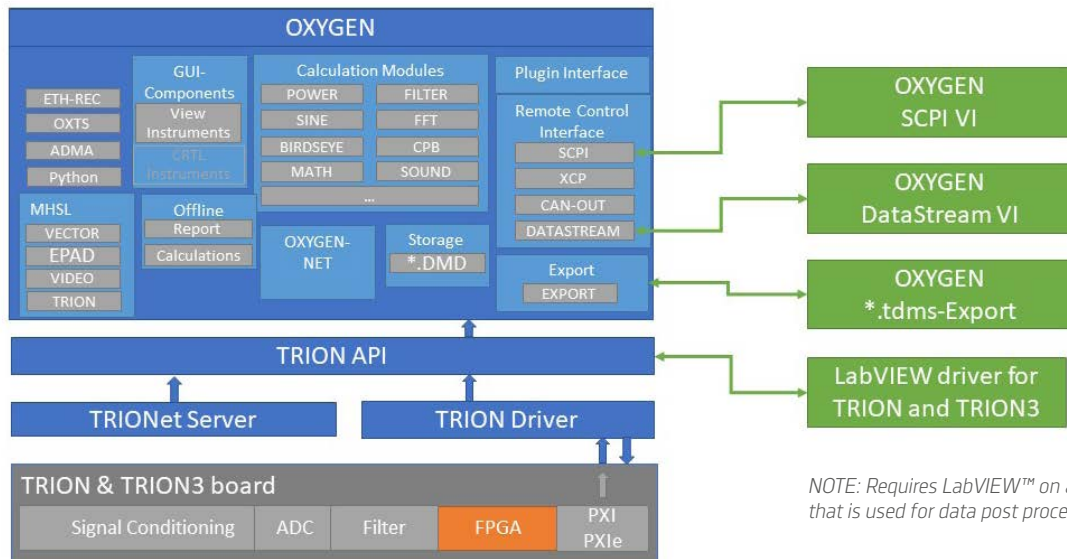 OXYGEN
ETH-REC
OXTS
ADMA
Python
GUI-
Components
View
Instruments
CRTL
Instruments
Calculation Modules
POWER
FILTER
SINE
FFT
BIRDSEYE
CPB
MATH
SOUND
...
Plugin Interface
Remote Control
Interface
SCPI
XCP
CAN-OUT
DATASTREAM
MHSL
VECTOR
EPAD
VIDEO
TRION
Offline
Report
Calculations
OXYGEN-
NET
Storage
*.DMD
Export
EXPORT
OXYGEN
SCPI VI
OXYGEN
DataStream VI
OXYGEN
*.tdms-Export
LabVIEW driver for
TRION and TRION3
TRION API
TRIONet Server
TRION Driver
TRION & TRION3 board
Signal Conditioning
ADC
Filter
FPGA
PXI
PXIe
NOTE: Requires LabVIEW™ on
that is used for data post